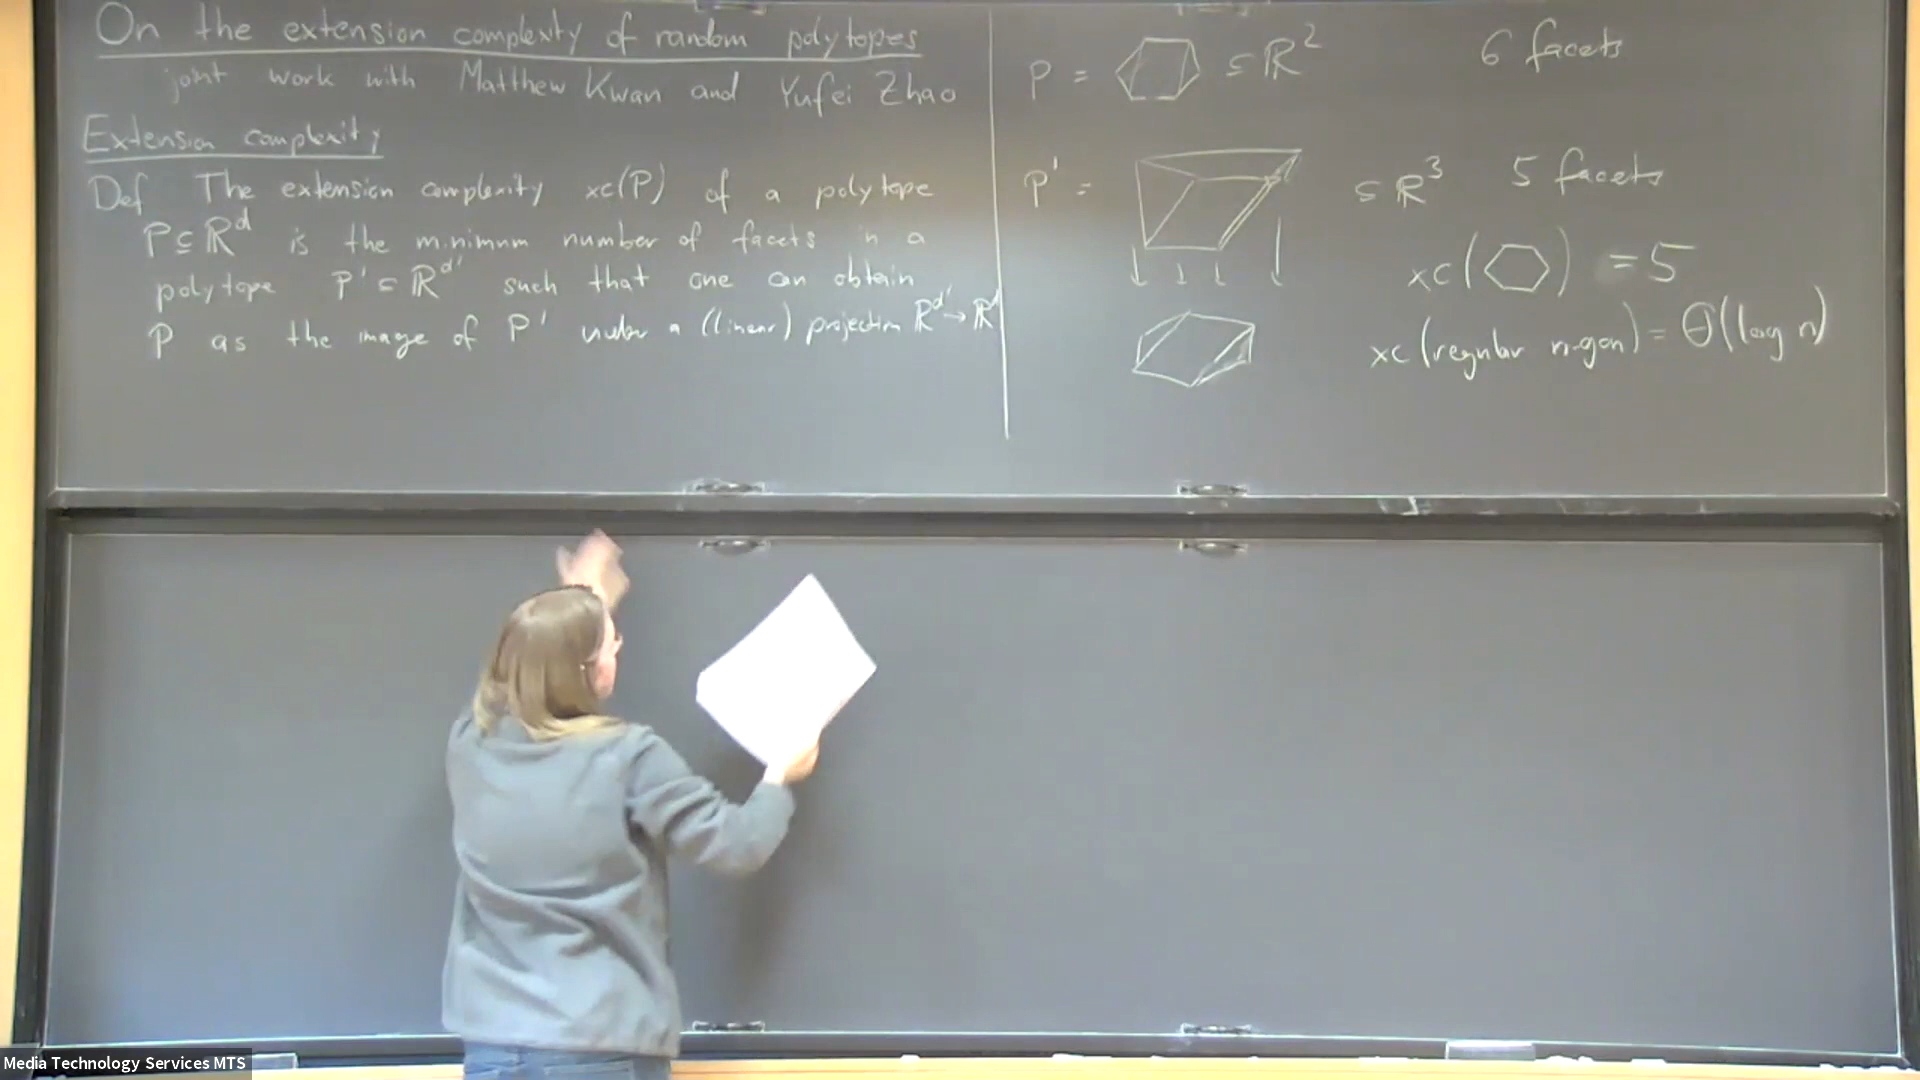 On the extension complexity of random polytopes
joint work with Matthew Kwan and Yufei Zhao
Extension complexity
Def The extension complexity xc(P) of a polytope
P ⊆ ℝ^d is the minimum number of facets in a
polytope P' ⊆ ℝ^d' such that one can obtain
P as the image of P' under a (linear) projection ℝ^d' → ℝ^d
P = ⊆ ℝ^2 6 facets
P' = ⊆ ℝ^3 5 facets
xc( ) = 5
xc(regular n-gon) = Θ(log n)
Media Technology Services MTS